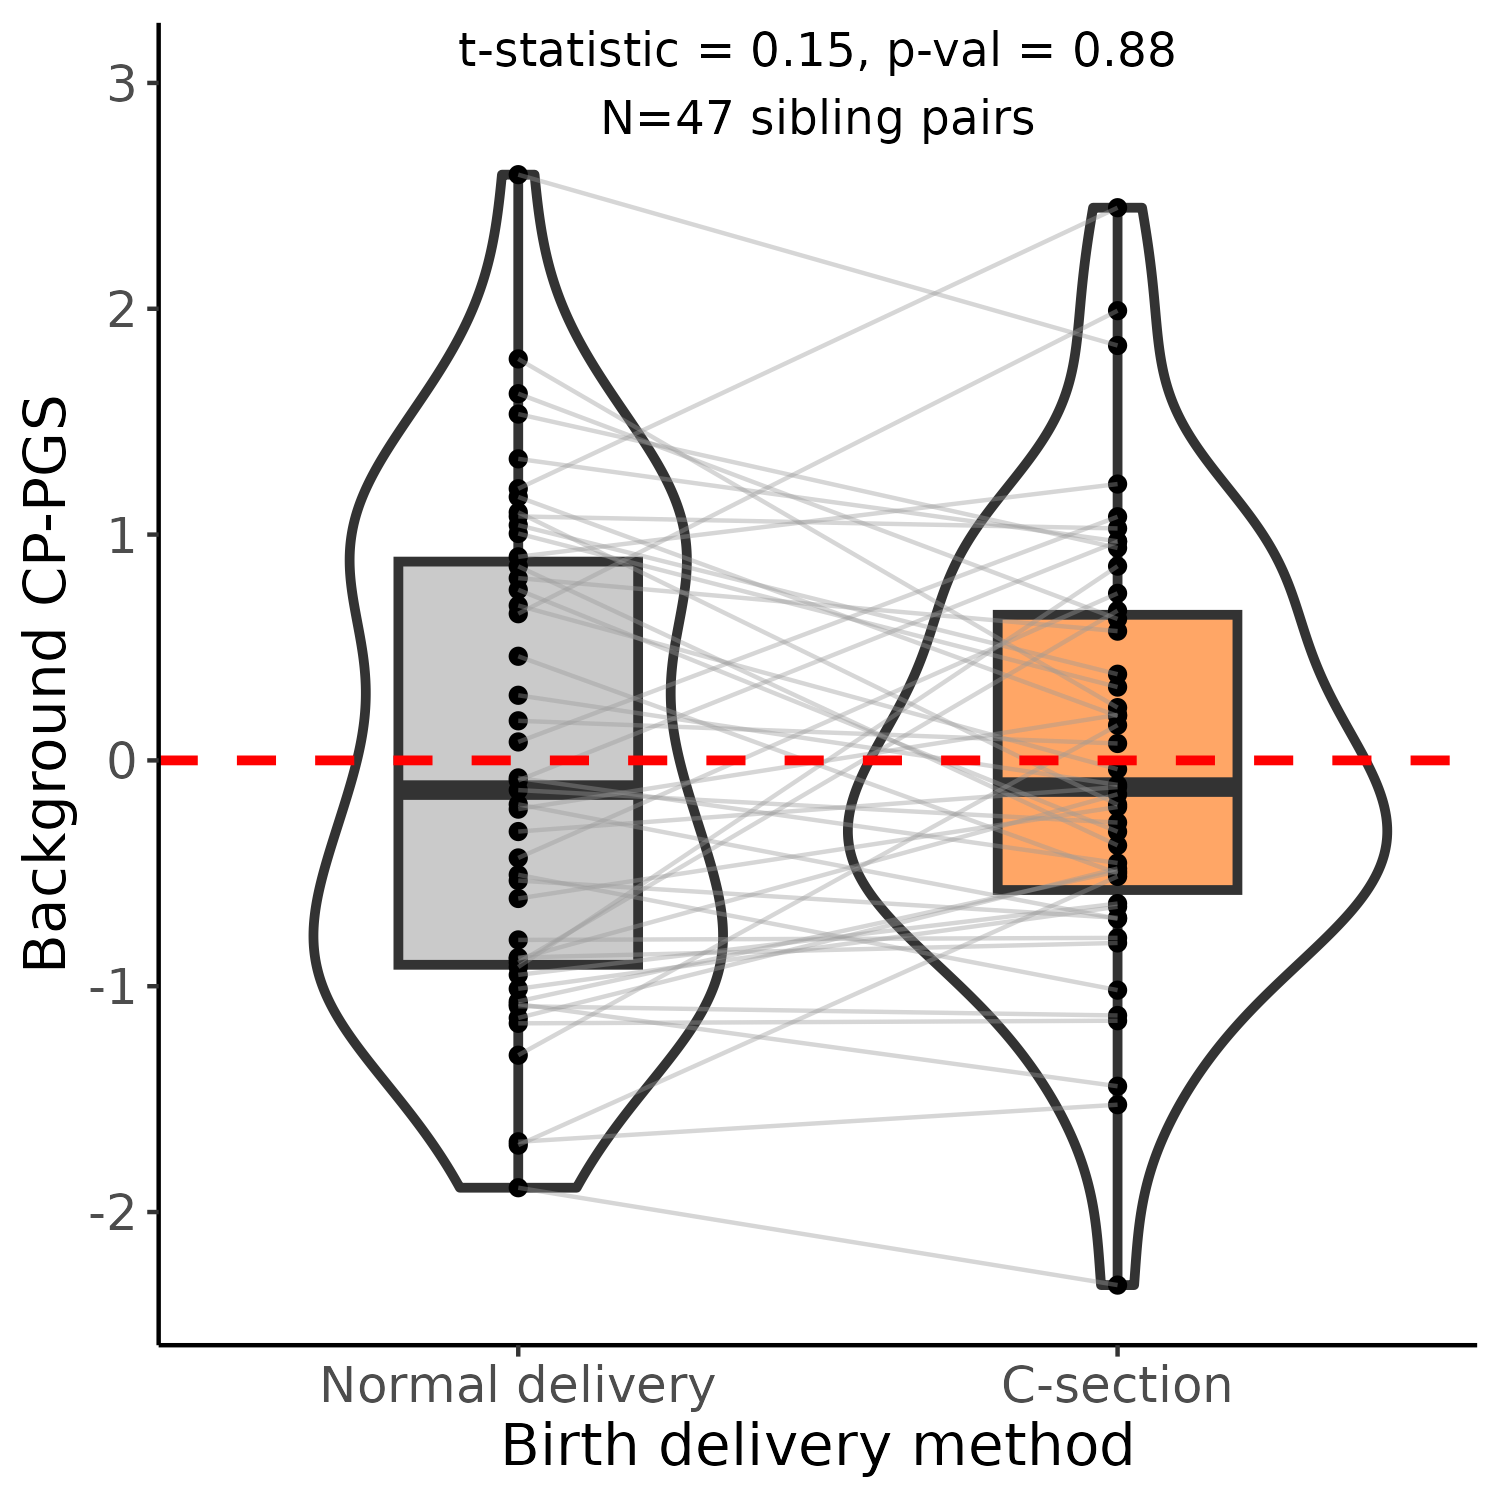 t-statistic = 0.15, p-val = 0.88
N=47 sibling pairs
3
2
1
0
-1
-2
Background CP-PGS
Normal delivery
C-section
Birth delivery method